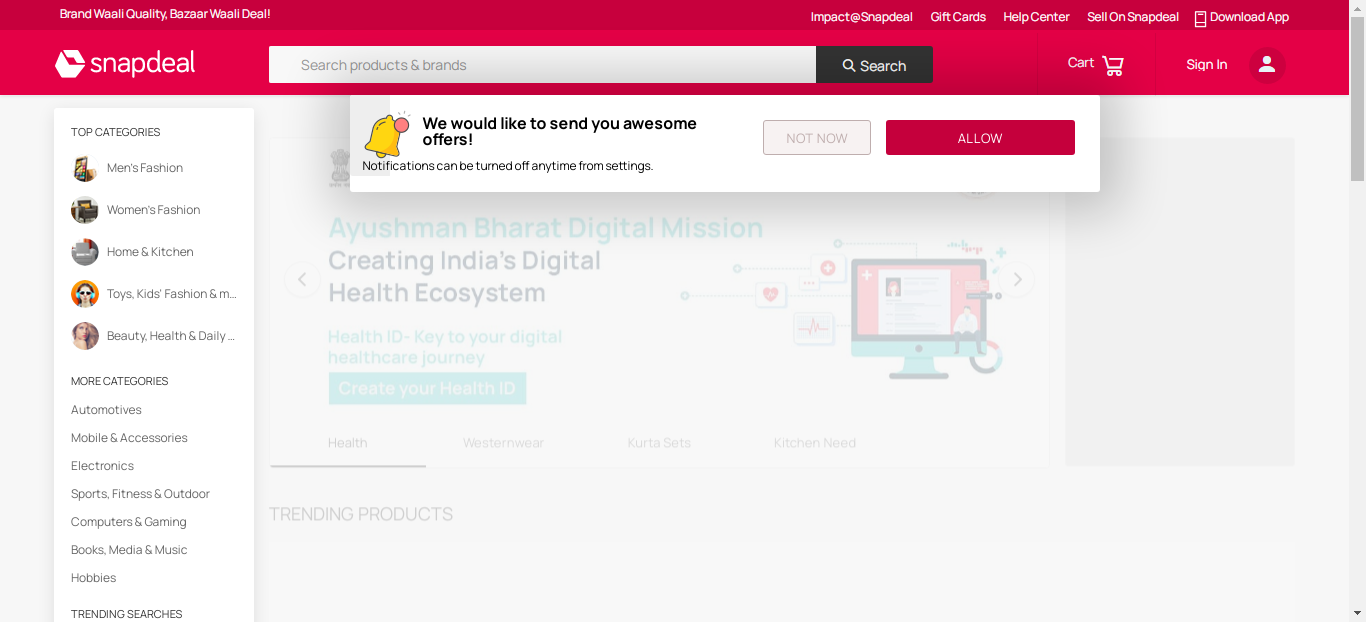 Brand Waali Quality, Bazaar Waali Deal!
Impact@Snapdeal
Gift Cards
Help Center
Sell On Snapdeal
Download App
snapdeal
Search products & brands
Search
Cart
Sign In
We would like to send you awesome
offers!
Notifications can be turned off anytime from settings.
NOT NOW
ALLOW
TOP CATEGORIES
Men's Fashion
Women's Fashion
Home & Kitchen
Toys, Kids' Fashion & m...
Beauty, Health & Daily ...
MORE CATEGORIES
Automotives
Mobile & Accessories
Electronics
Sports, Fitness & Outdoor
Computers & Gaming
Books, Media & Music
Hobbies
TRENDING SEARCHES
Ayushman Bharat Digital Mission
Creating India's Digital
Health Ecosystem
Health ID- Key to your digital
healthcare journey
Create your Health ID
Health
Westernwear
Kurta Sets
Kitchen Need
TRENDING PRODUCTS